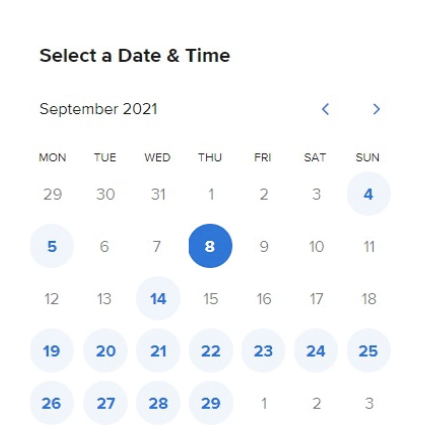 Select a Date & Time
September 2021
MON TUE WED THU FRI SAT SUN
29 30 31 1 2 3 4
5 6 7 8 9 10 11
12 13 14 15 16 17 18
19 20 21 22 23 24 25
26 27 28 29 1 2 3